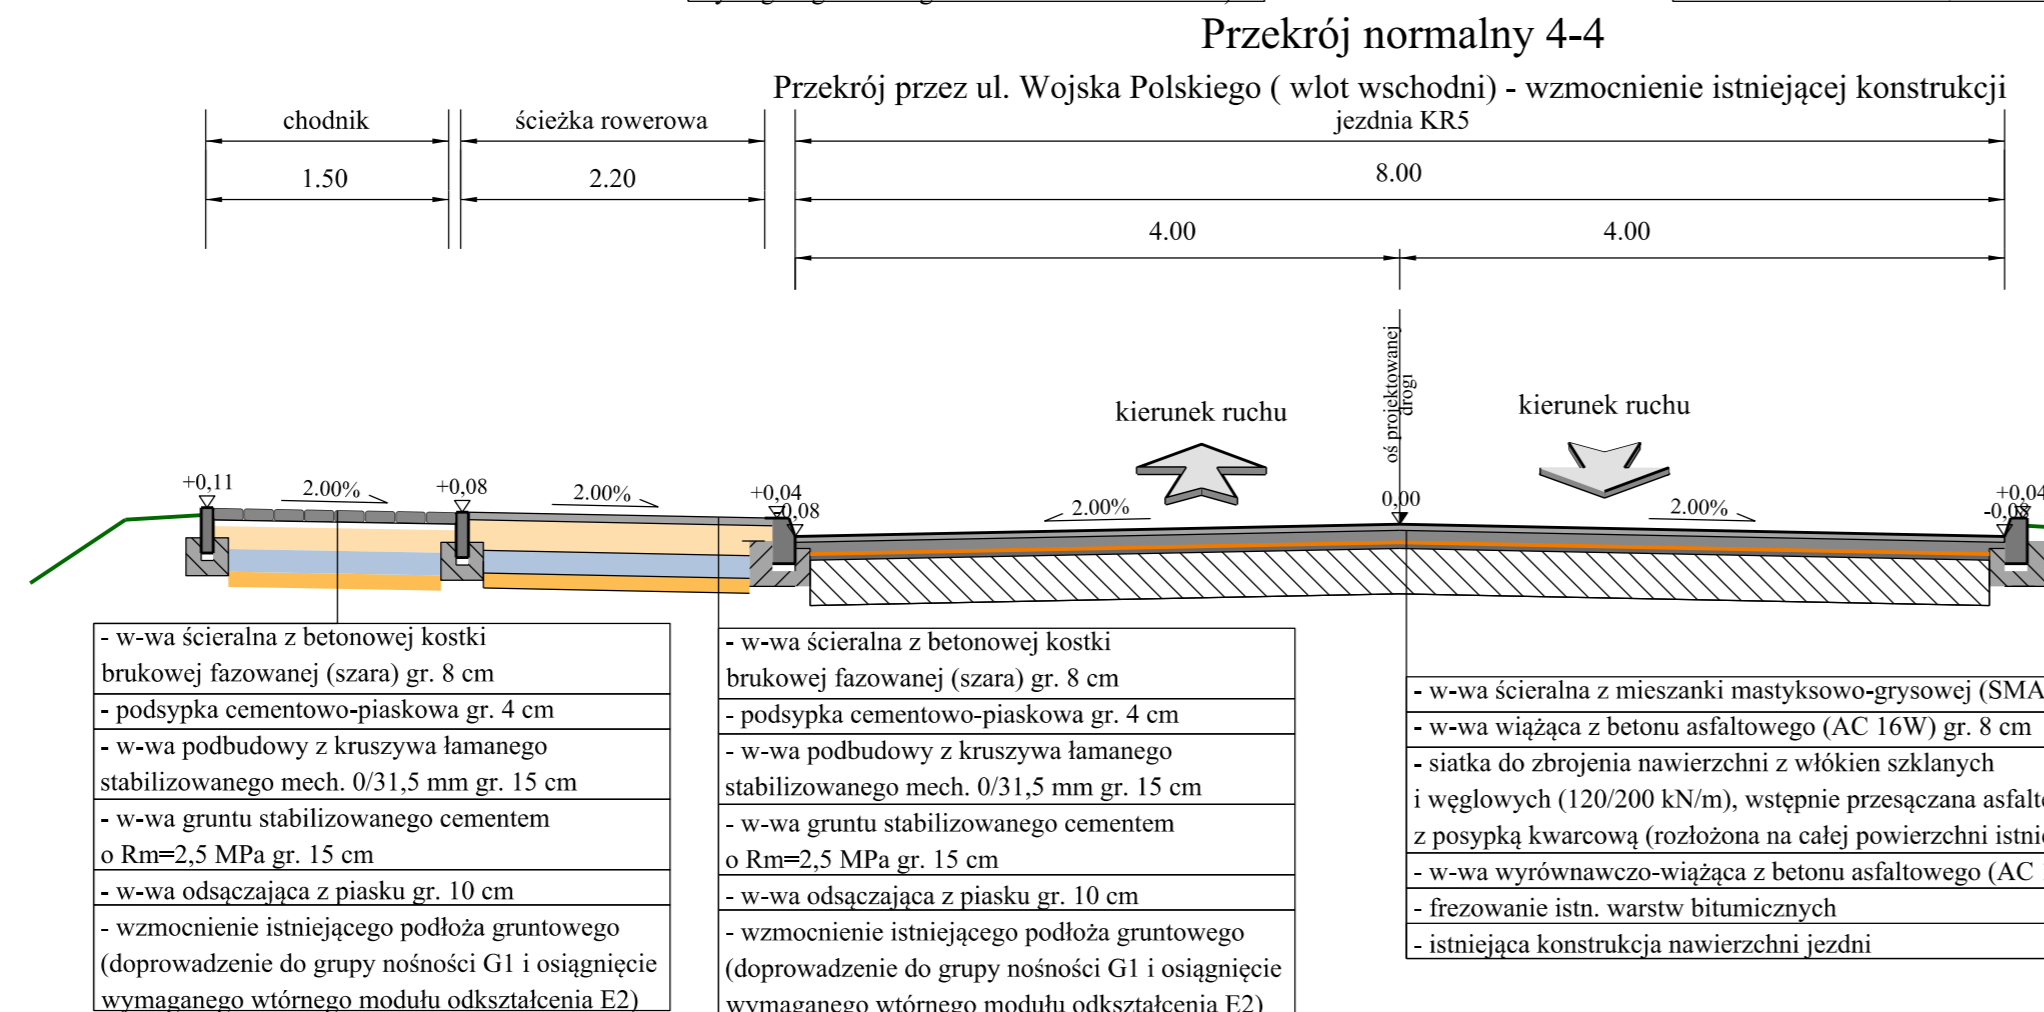 Przekrój normalny 4-4
Przekrój przez ul. Wojska Polskiego ( wlot wschodni) - wzmocnienie istniejącej konstrukcji
chodnik
ścieżka rowerowa
jezdnia KR5
1.50
2.20
8.00
4.00
4.00
oś projektowanej
drogi
kierunek ruchu
kierunek ruchu
+0,11
2.00%
+0,08
2.00%
+0,04
-0,08
2.00%
0,00
2.00%
+0,04
-0,08
- w-wa ścieralna z betonowej kostki
brukowej fazowanej (szara) gr. 8 cm
- podsypka cementowo-piaskowa gr. 4 cm
- w-wa podbudowy z kruszywa łamanego
stabilizowanego mech. 0/31,5 mm gr. 15 cm
- w-wa gruntu stabilizowanego cementem
o Rm=2,5 MPa gr. 15 cm
- w-wa odsączająca z piasku gr. 10 cm
- wzmocnienie istniejącego podłoża gruntowego
(doprowadzenie do grupy nośności G1 i osiągnięcie
wymaganego wtórnego modułu odkształcenia E2)
- w-wa ścieralna z betonowej kostki
brukowej fazowanej (szara) gr. 8 cm
- podsypka cementowo-piaskowa gr. 4 cm
- w-wa podbudowy z kruszywa łamanego
stabilizowanego mech. 0/31,5 mm gr. 15 cm
- w-wa gruntu stabilizowanego cementem
o Rm=2,5 MPa gr. 15 cm
- w-wa odsączająca z piasku gr. 10 cm
- wzmocnienie istniejącego podłoża gruntowego
(doprowadzenie do grupy nośności G1 i osiągnięcie
wymaganego wtórnego modułu odkształcenia E2)
- w-wa ścieralna z mieszanki mastyksowo-grysowej (SMA
- w-wa wiążąca z betonu asfaltowego (AC 16W) gr. 8 cm
- siatka do zbrojenia nawierzchni z włókien szklanych
i węglowych (120/200 kN/m), wstępnie przesączana asfalt
z posypką kwarcową (rozłożona na całej powierzchni istni
- w-wa wyrównawczo-wiążąca z betonu asfaltowego (AC
- frezowanie istn. warstw bitumicznych
- istniejąca konstrukcja nawierzchni jezdni